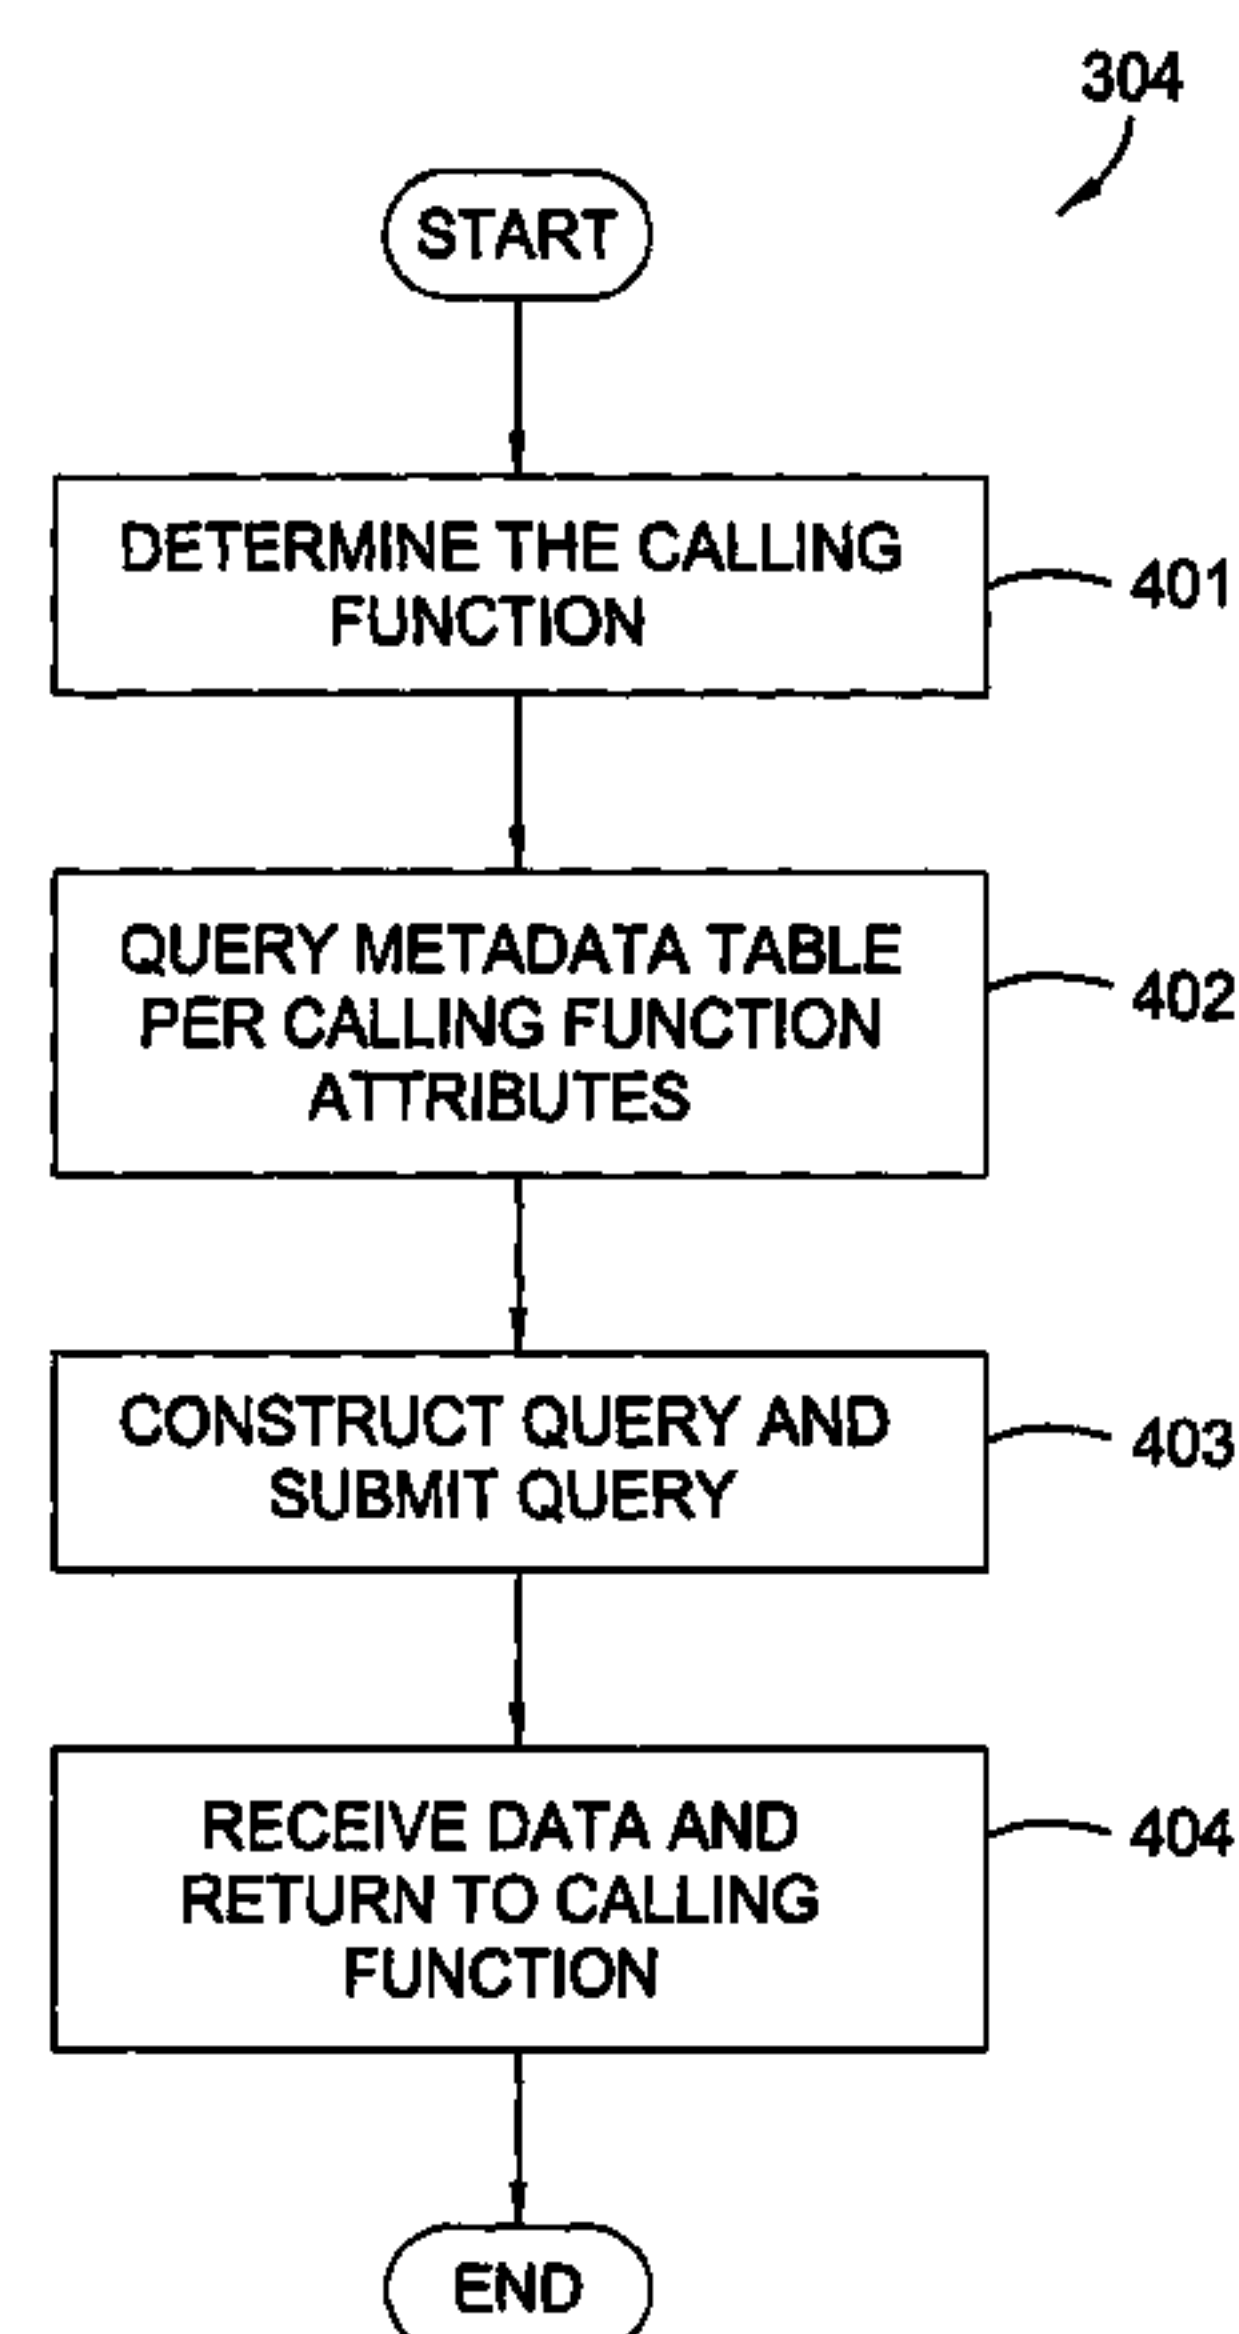 304
START
DETERMINE THE CALLING
FUNCTION
401
QUERY METADATA TABLE
PER CALLING FUNCTION
ATTRIBUTES
402
CONSTRUCT QUERY AND
SUBMIT QUERY
403
RECEIVE DATA AND
RETURN TO CALLING
FUNCTION
404
END